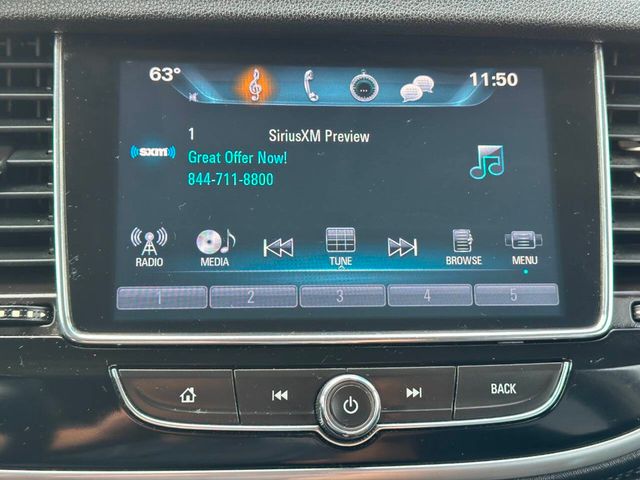 63°
11:50
1 SiriusXM Preview
((sxm))
Great Offer Now!
844-711-8800
RADIO MEDIA TUNE BROWSE MENU
1 2 3 4 5
BACK